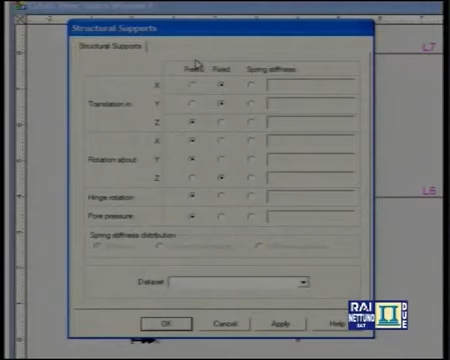 Structural Supports
Structural Supports
Fixed Spring stiffness
X
Translation in Y
Z
X
Rotation about Y
Z
Hinge rotation
Pore pressure
Spring stiffness distribution
Dataset
OK Cancel Apply Help
L7
L6
RAI
NETTUNO
SAT
DUE